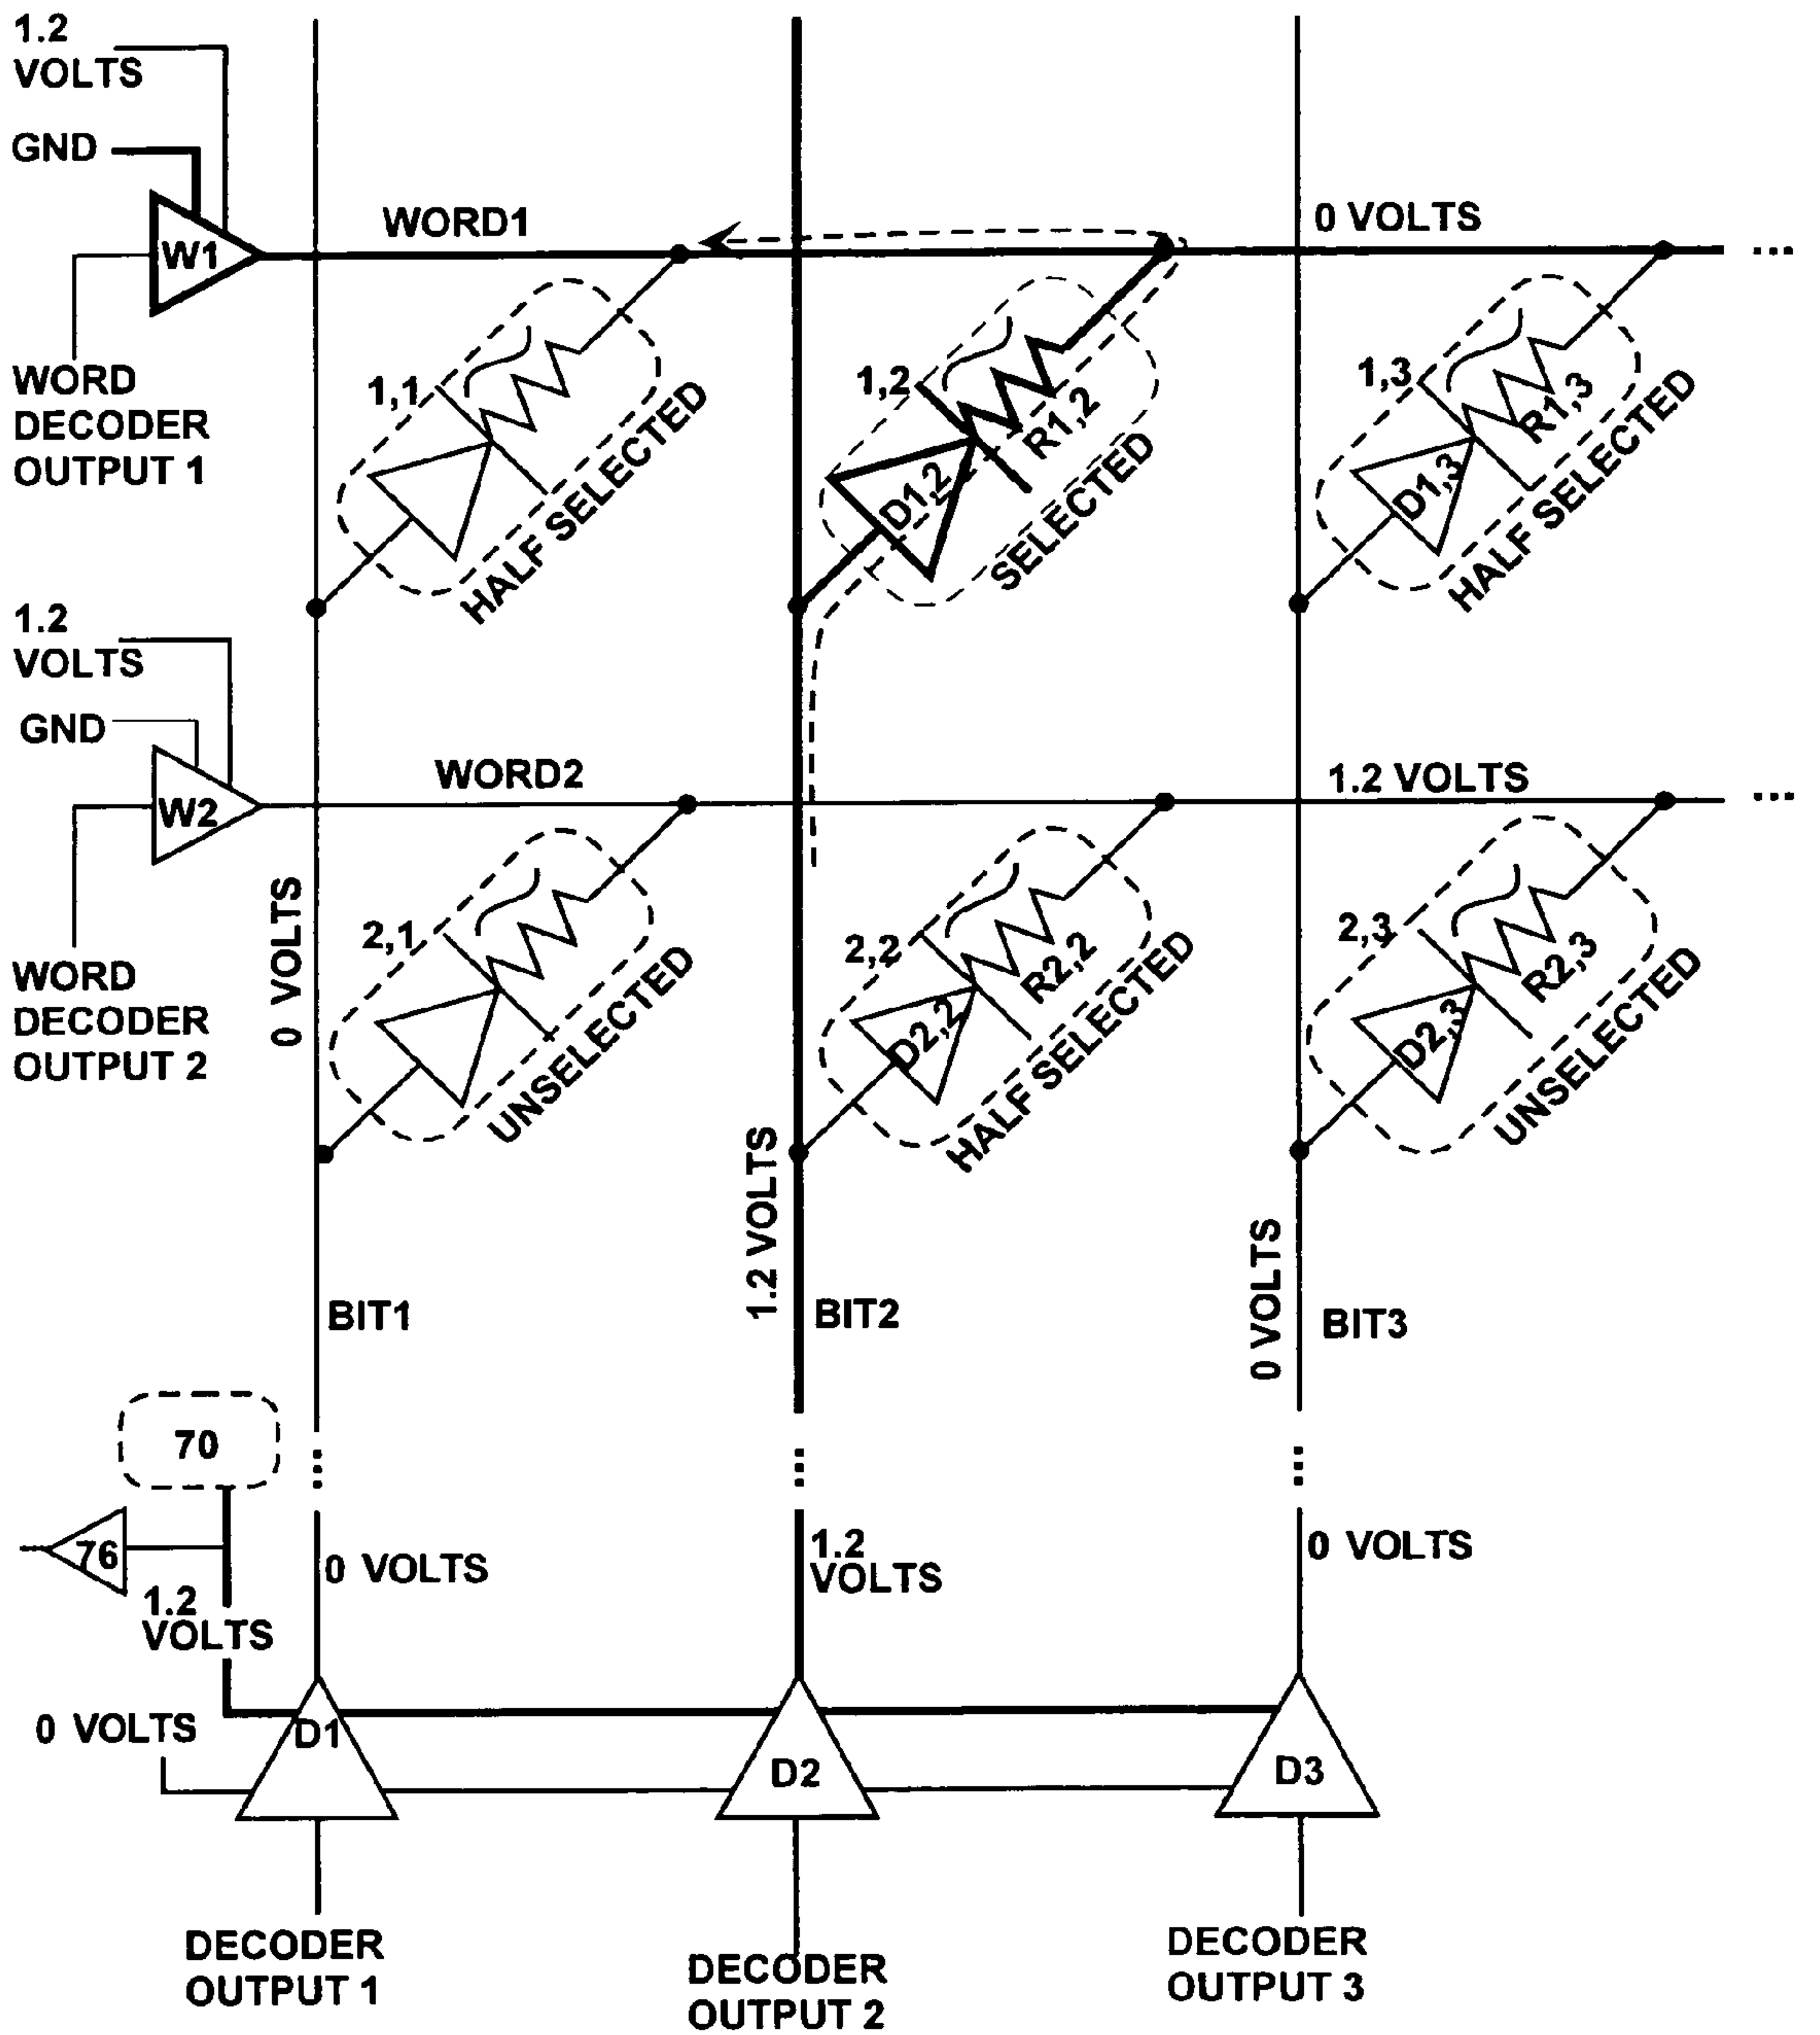 1.2
VOLTS
GND
W1
WORD1
0 VOLTS
WORD
DECODER
OUTPUT 1
1,1
HALF SELECTED
1,2
R1,2
D1,2
SELECTED
1,3
R1,3
D1,3
HALF SELECTED
1.2
VOLTS
GND
W2
WORD2
1.2 VOLTS
WORD
DECODER
OUTPUT 2
0 VOLTS
2,1
UNSELECTED
2,2
R2,2
D2,2
HALF SELECTED
2,3
R2,3
D2,3
UNSELECTED
1.2 VOLTS
0 VOLTS
BIT1
BIT2
BIT3
70
76
1.2
VOLTS
0 VOLTS
1.2
VOLTS
0 VOLTS
0 VOLTS
D1
D2
D3
DECODER
OUTPUT 1
DECODER
OUTPUT 2
DECODER
OUTPUT 3